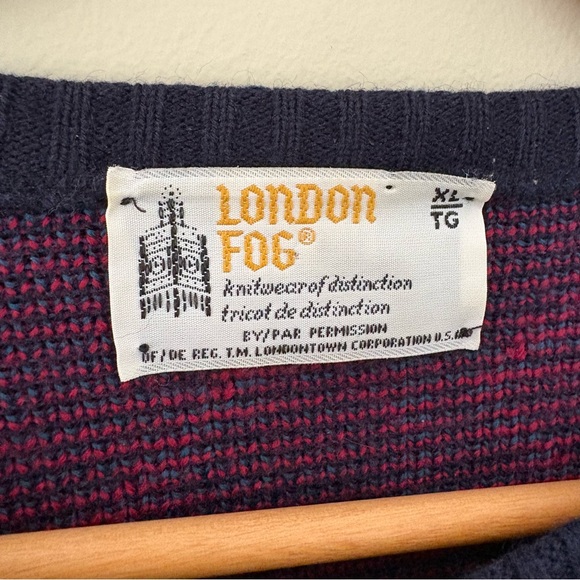 LONDON
FOG®
XL
TG
knitwear of distinction
tricot de distinction
BY/PAR PERMISSION
OF/DE REG. T.M. LONDONTOWN CORPORATION U.S.